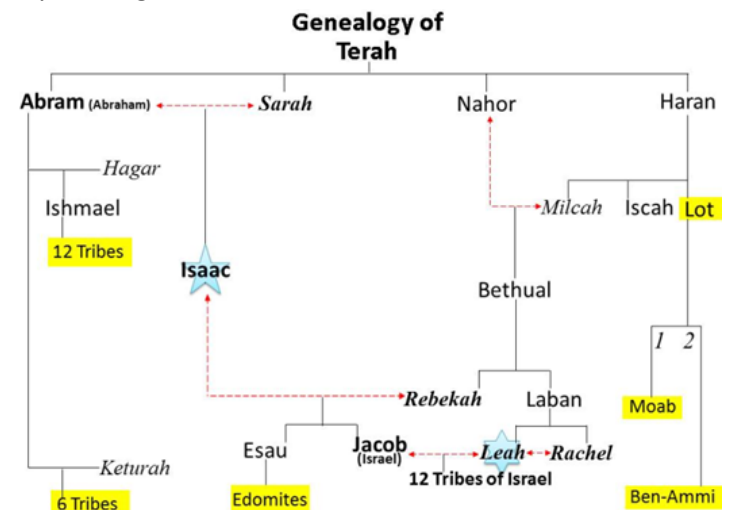 Genealogy of
Terah
Abram (Abraham) Sarah Nahor Haran
Hagar
Ishmael Milcah Iscah Lot
12 Tribes
Isaac
Bethual
1 2
Rebekah Laban Moab
Esau Jacob Leah Rachel
(Israel)
12 Tribes of Israel
Keturah
6 Tribes Edomites Ben-Ammi